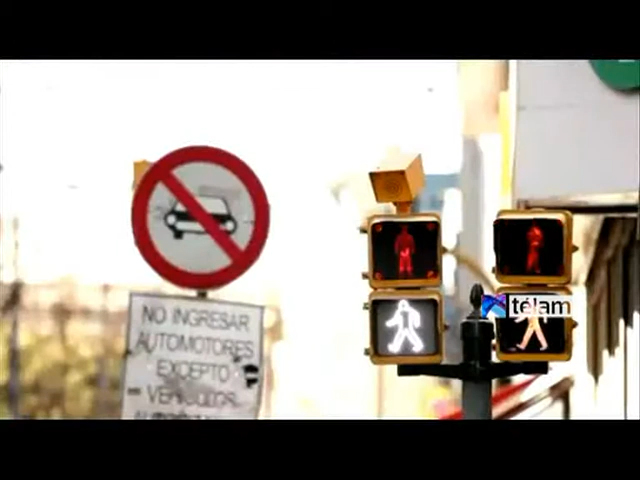 NO INGRESAR
AUTOMOTORES
EXCEPTO
VEHICULOS
télam